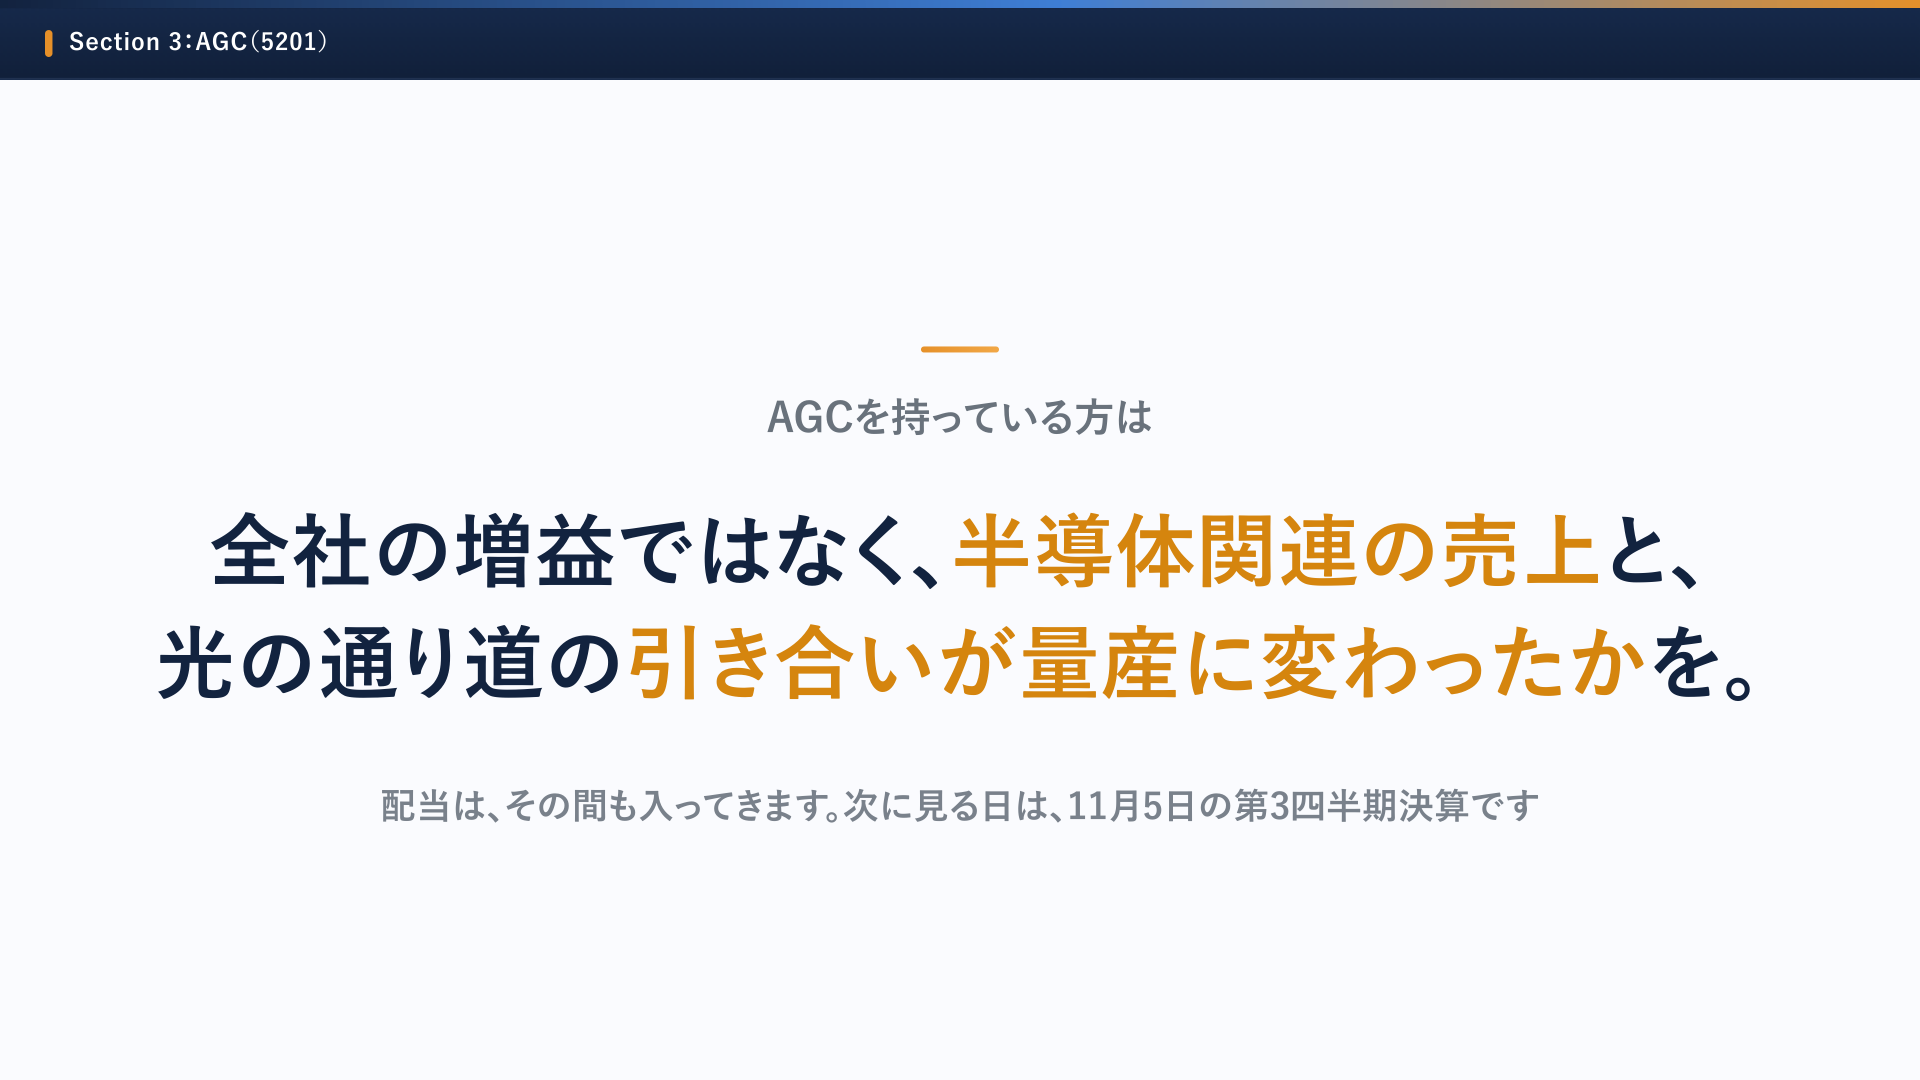 Section 3：AGC（5201）
AGCを持っている方は
全社の増益ではなく、半導体関連の売上と、
光の通り道の引き合いが量産に変わったかを。
配当は、その間も入ってきます。次に見る日は、11月5日の第3四半期決算です